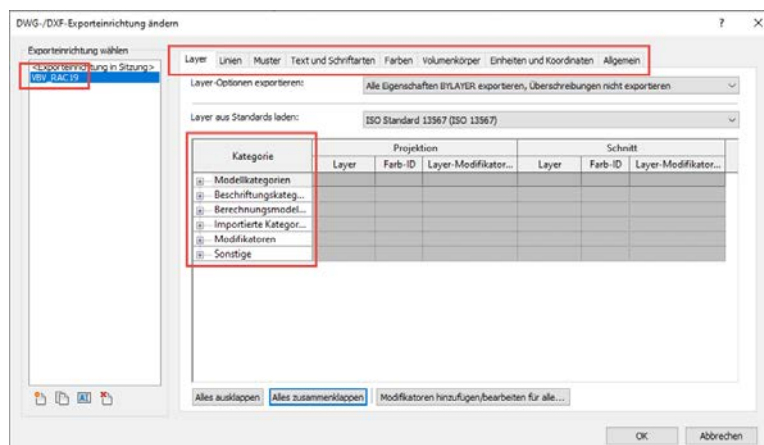 DWG-/DXF-Exporteinrichtung ändern
?
Exporteinrichtung wählen
<Exporteinrichtung in Sitzung>
VBV_RAC19
Layer Linien Muster Text und Schriftarten Farben Volumenkörper Einheiten und Koordinaten Allgemein
Layer-Optionen exportieren: Alle Eigenschaften BYLAYER exportieren, Überschreibungen nicht exportieren
Layer aus Standards laden: ISO Standard 13567 (ISO 13567)
Kategorie Projektion Schnitt
Layer Farb-ID Layer-Modifikator... Layer Farb-ID Layer-Modifikator...
Modellkategorien
Beschriftungskateg...
Berechnungsmodel...
Importierte Kategor...
Modifikatoren
Sonstige
Alles ausklappen Alles zusammenklappen Modifikatoren hinzufügen/bearbeiten für alle...
OK Abbrechen